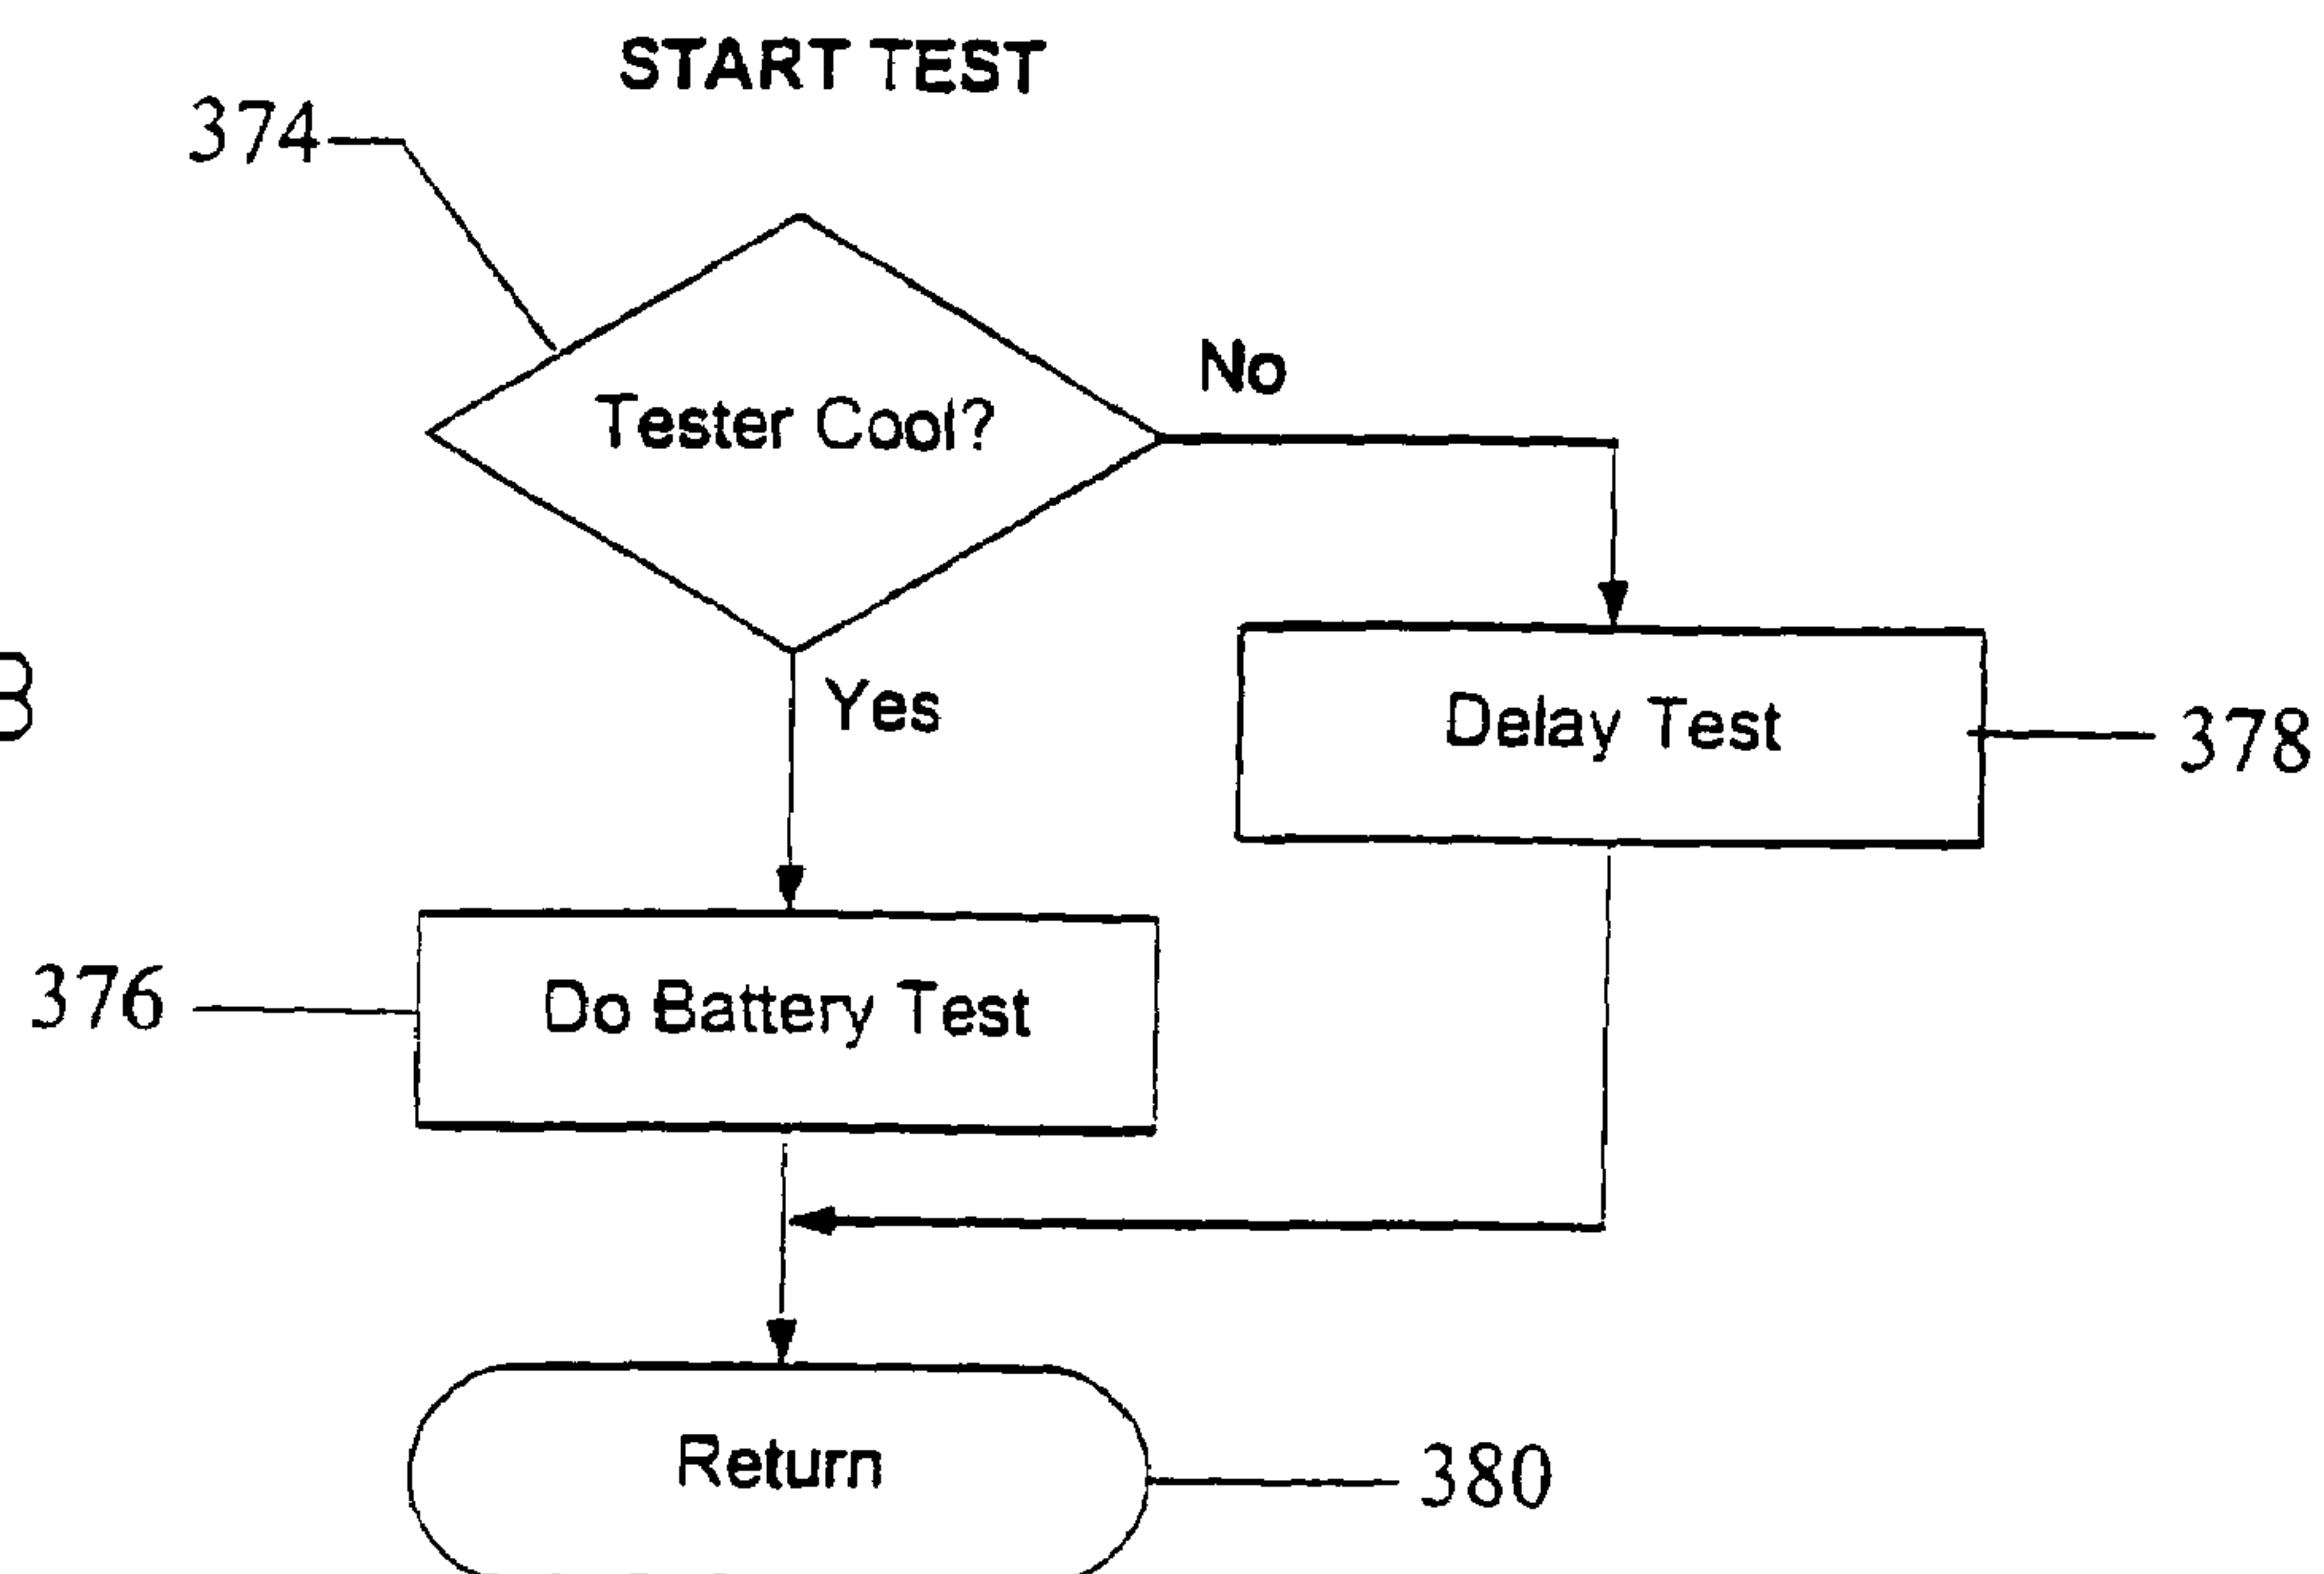 START TEST
374
Tester Cool?
No
Yes
B
Delay Test
378
376
Do Battery Test
Return
380